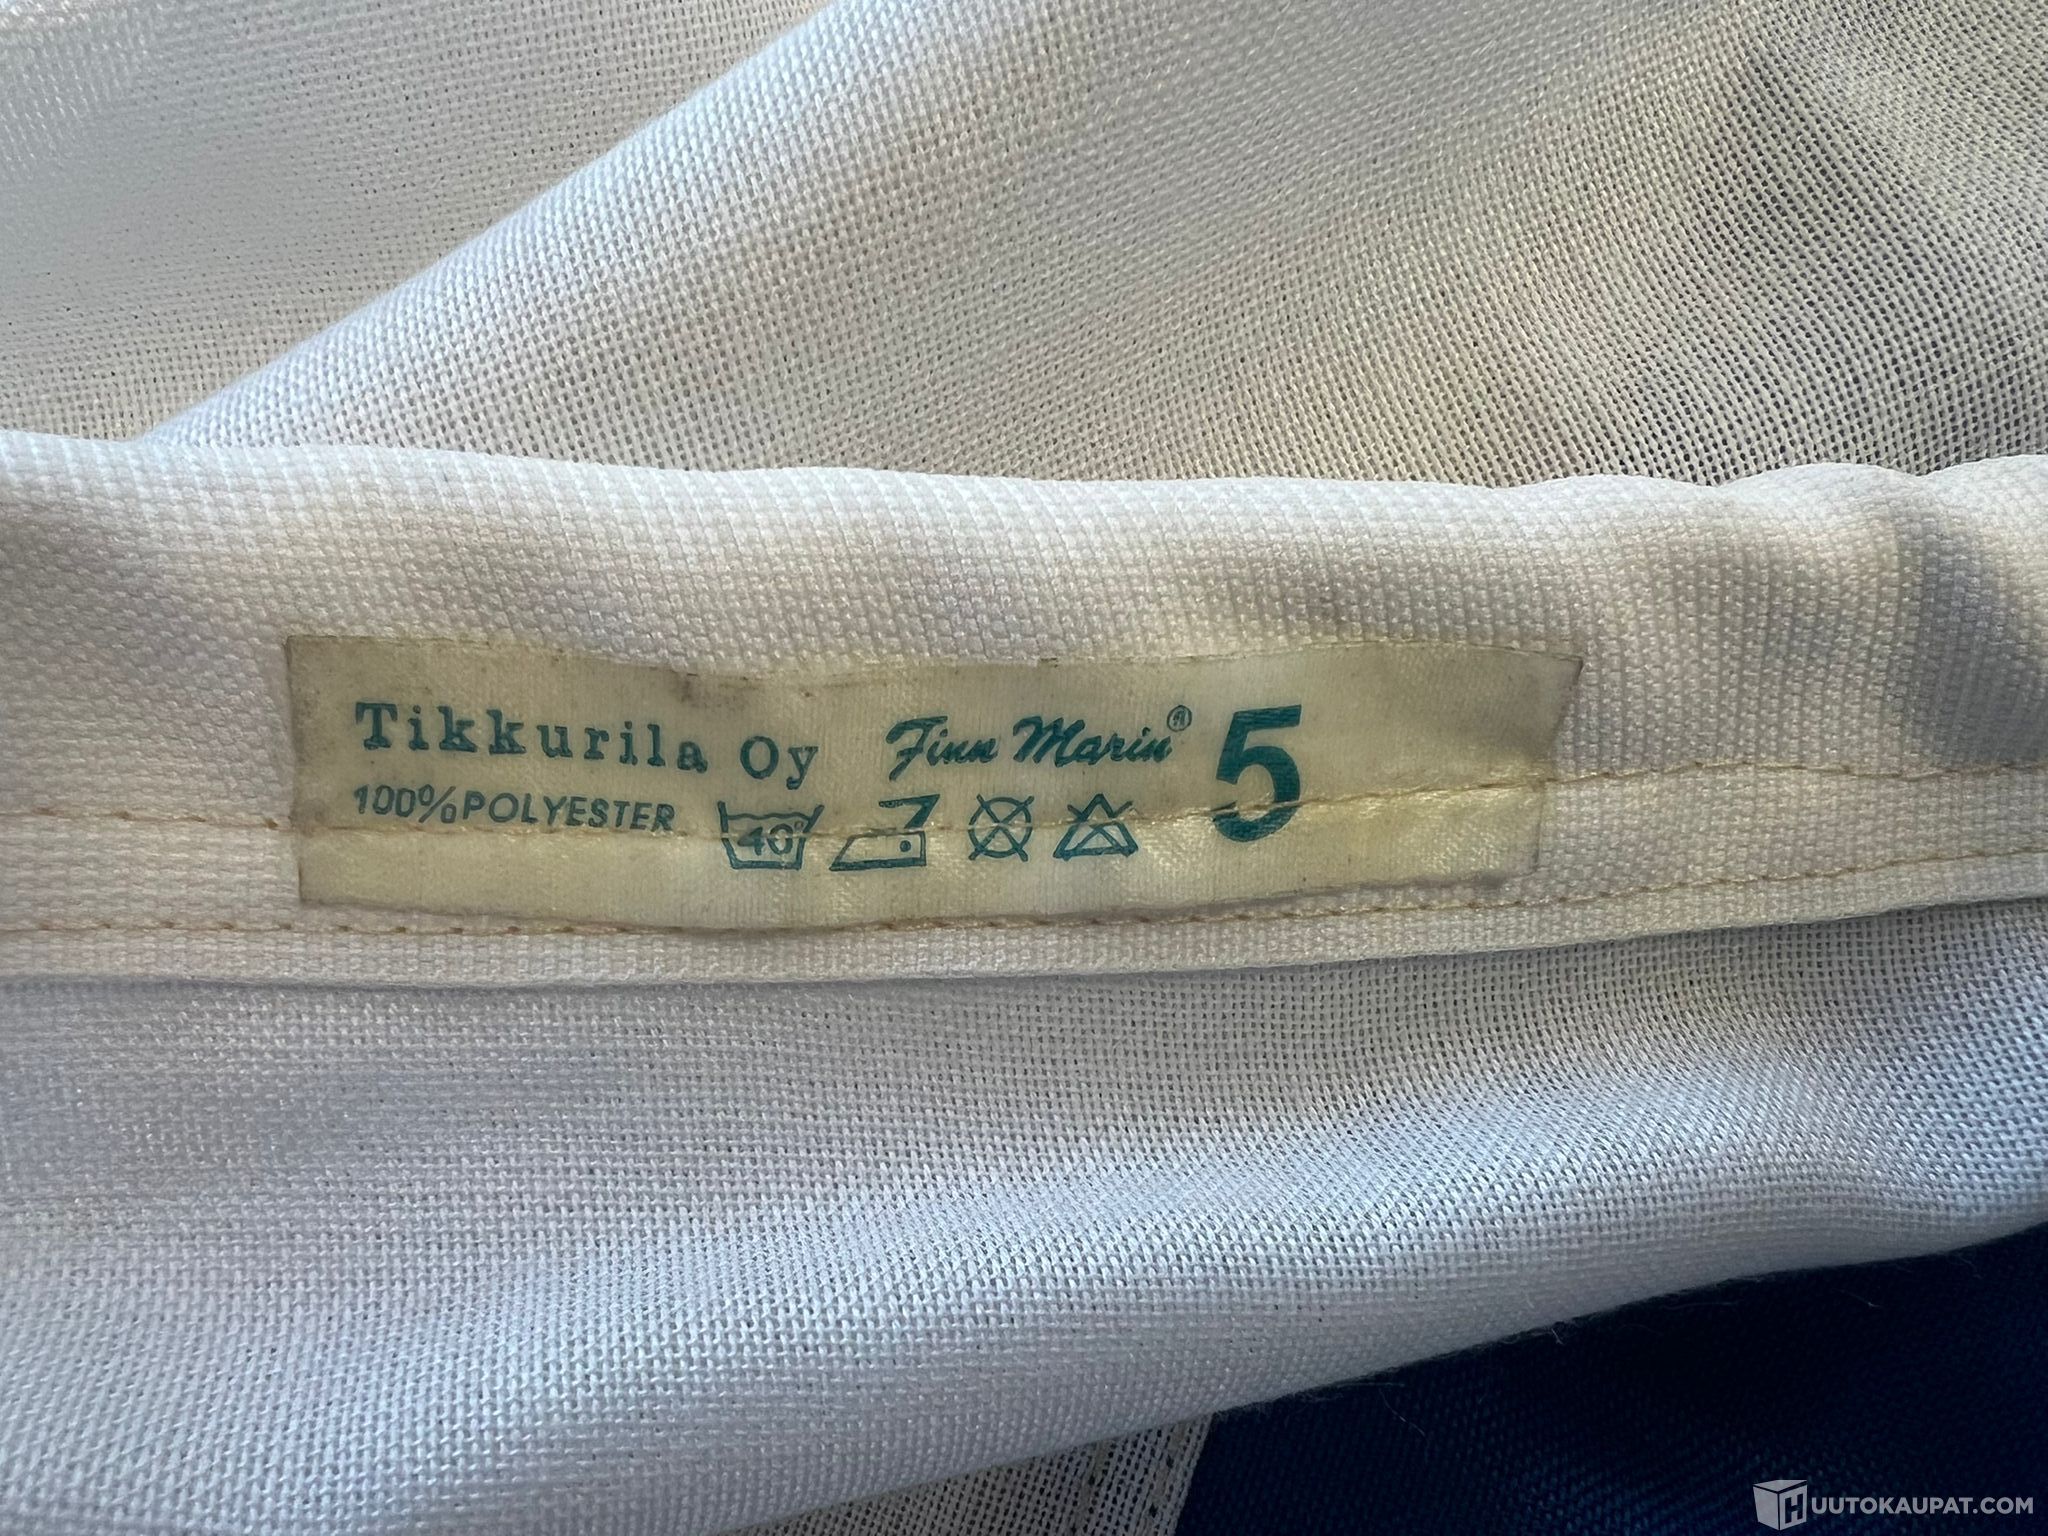 Tikkurila Oy Finn Marin® 5
100% POLYESTER 40°
HUUTOKAUPAT.COM